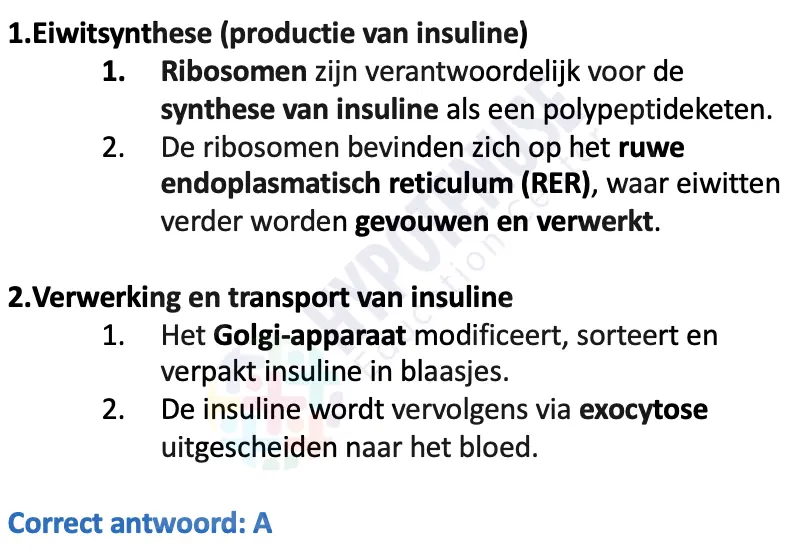 1.Eiwitsynthese (productie van insuline)
1. Ribosomen zijn verantwoordelijk voor de
synthese van insuline als een polypeptideketen.
2. De ribosomen bevinden zich op het ruwe
endoplasmatisch reticulum (RER), waar eiwitten
verder worden gevouwen en verwerkt.
2.Verwerking en transport van insuline
1. Het Golgi-apparaat modificeert, sorteert en
verpakt insuline in blaasjes.
2. De insuline wordt vervolgens via exocytose
uitgescheiden naar het bloed.
Correct antwoord: A
HYPOTENUSE
Education Center